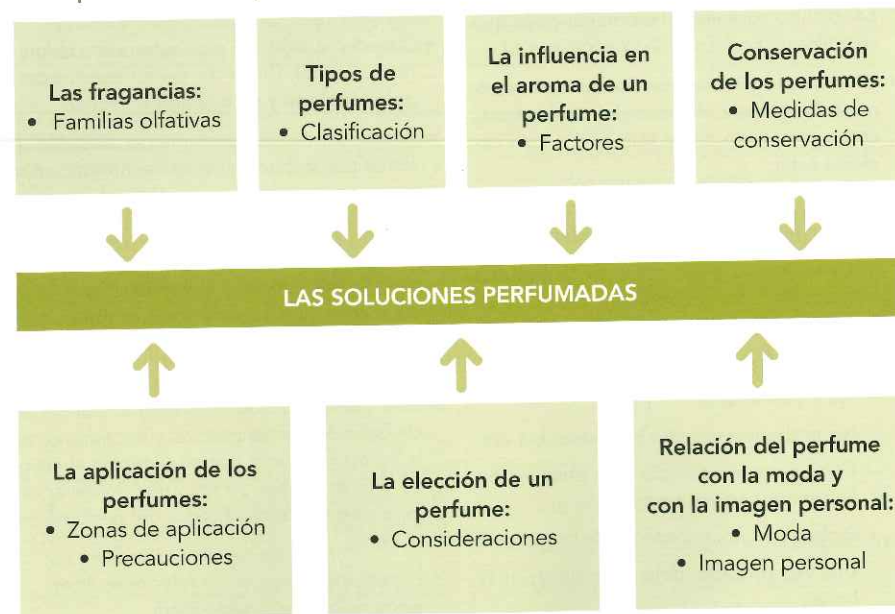 Las fragancias:
• Familias olfativas
Tipos de
perfumes:
• Clasificación
La influencia en
el aroma de un
perfume:
• Factores
Conservación
de los perfumes:
• Medidas de
conservación
LAS SOLUCIONES PERFUMADAS
La aplicación de los
perfumes:
• Zonas de aplicación
• Precauciones
La elección de un
perfume:
• Consideraciones
Relación del perfume
con la moda y
con la imagen personal:
• Moda
• Imagen personal